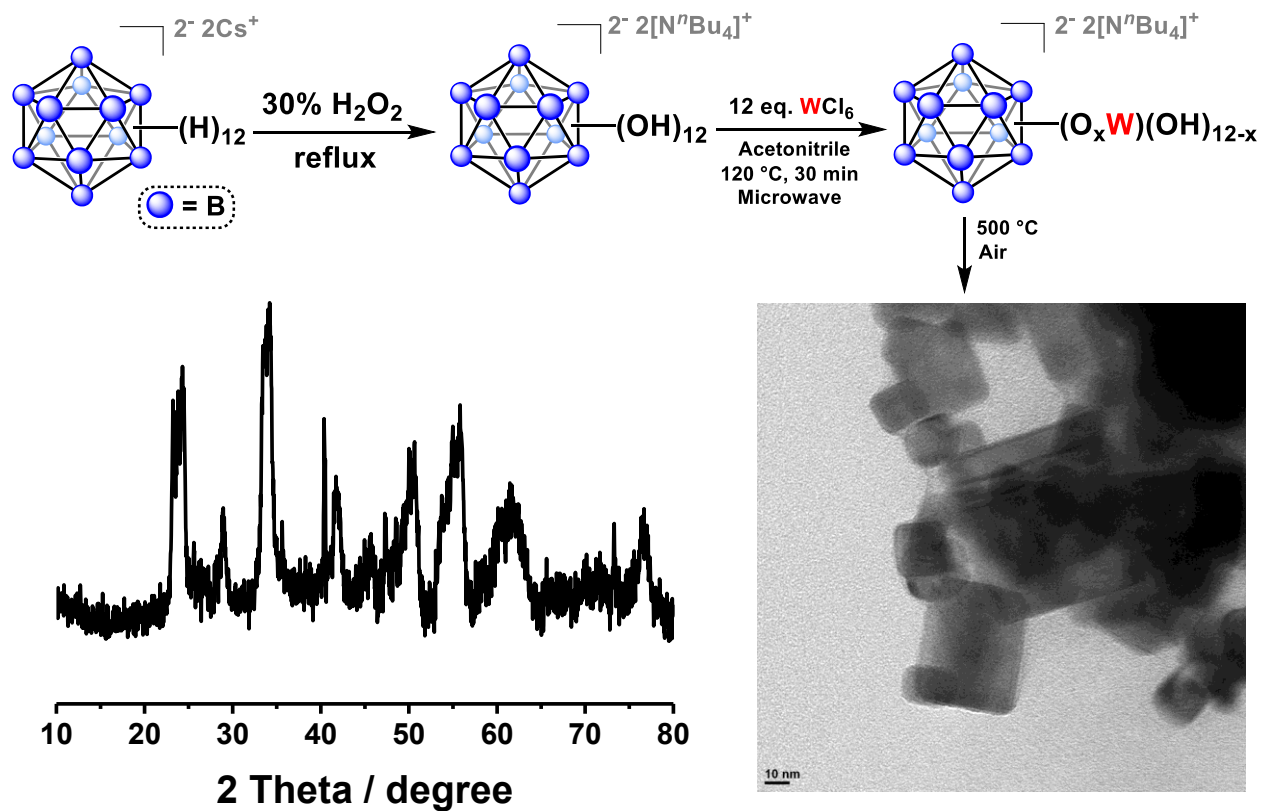 2- 2Cs⁺
2- 2[NⁿBu₄]⁺
2- 2[NⁿBu₄]⁺
(H)₁₂
30% H₂O₂
reflux
(OH)₁₂
12 eq. WCl₆
Acetonitrile
120 °C, 30 min
Microwave
(OₓW)(OH)₁₂₋ₓ
= B
500 °C
Air
10 20 30 40 50 60 70 80
2 Theta / degree
10 nm